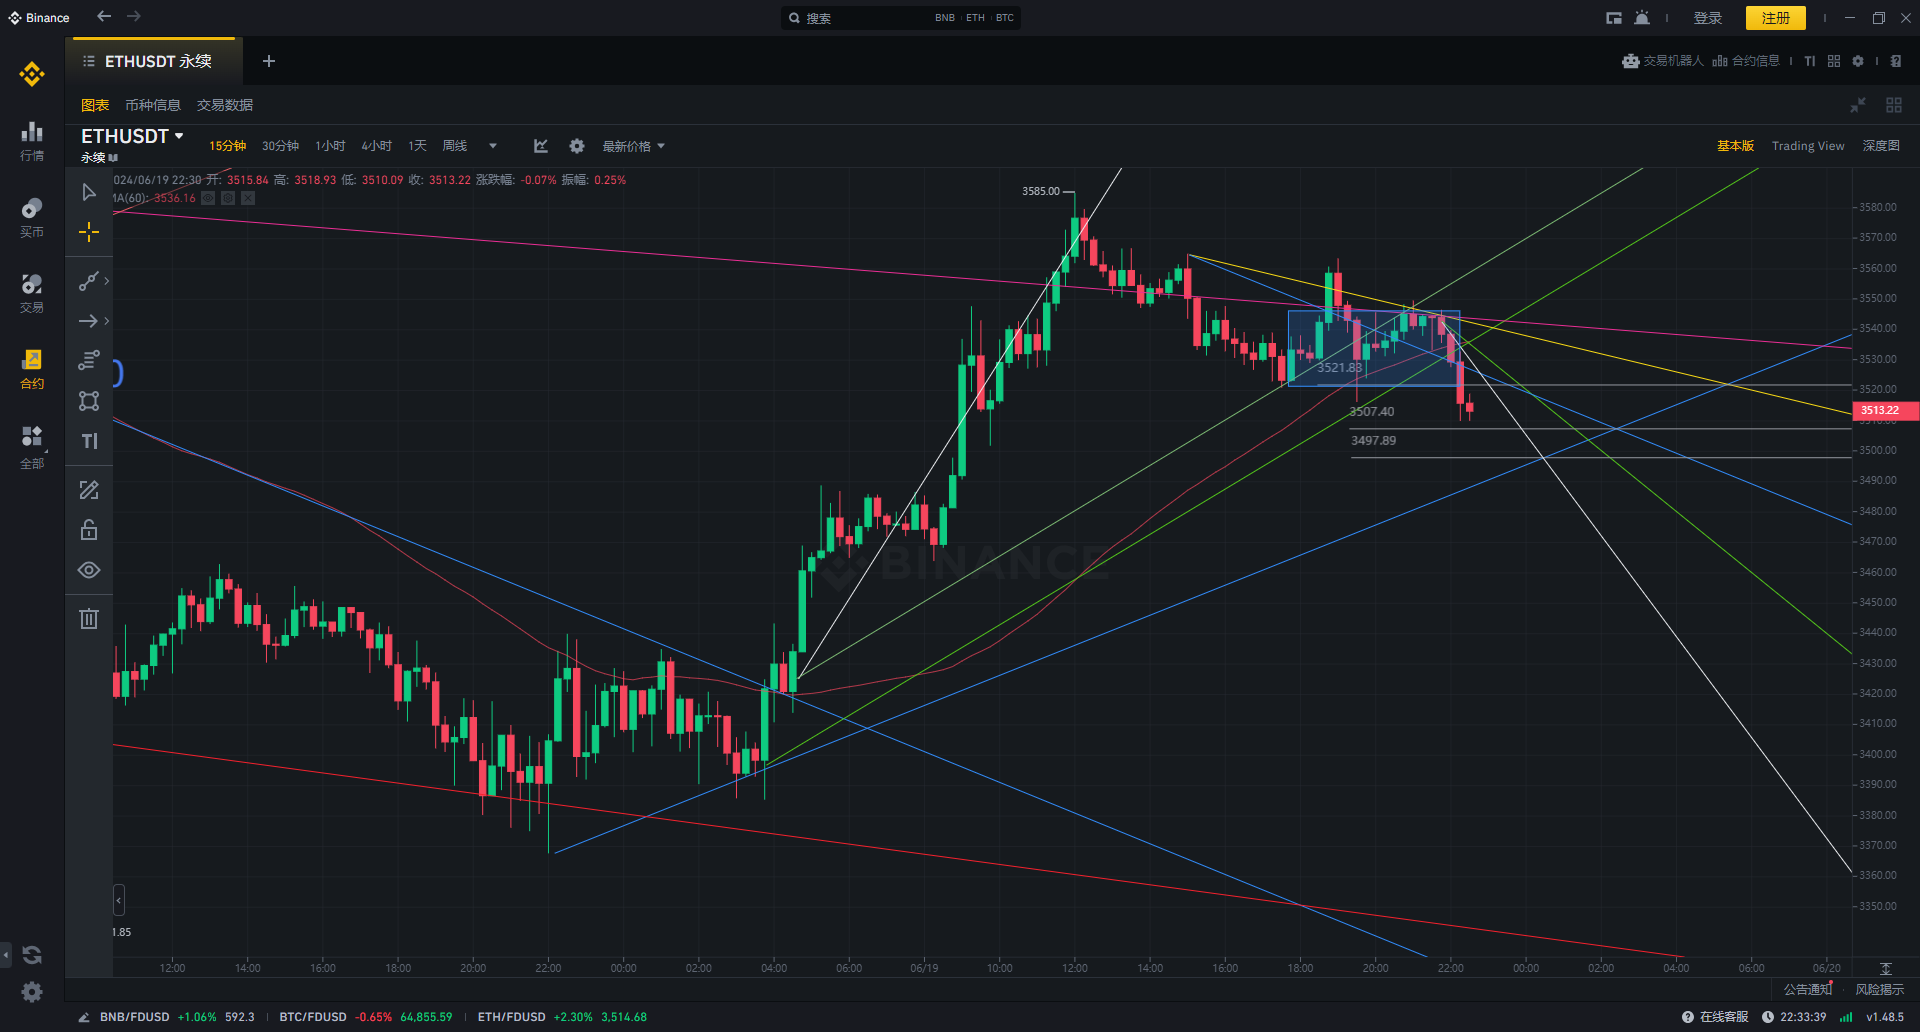 Binance
搜索 BNB ETH BTC
登录 注册
ETHUSDT 永续
交易机器人 合约信息
图表 币种信息 交易数据
ETHUSDT
永续
15分钟 30分钟 1小时 4小时 1天 周线 最新价格
基本版 Trading View 深度图
行情
买币
交易
合约
全部
024/06/19 22:30 开: 3515.84 高: 3518.93 低: 3510.09 收: 3513.22 涨跌幅: -0.07% 振幅: 0.25%
MA(60): 3536.16
3585.00
3521.83
3507.40
3497.89
BINANCE
3580.00
3570.00
3560.00
3550.00
3540.00
3530.00
3520.00
3513.22
3510.00
3500.00
3490.00
3480.00
3470.00
3460.00
3450.00
3440.00
3430.00
3420.00
3410.00
3400.00
3390.00
3380.00
3370.00
3360.00
3350.00
1.85
12:00 14:00 16:00 18:00 20:00 22:00 00:00 02:00 04:00 06:00 06/19 10:00 12:00 14:00 16:00 18:00 20:00 22:00 00:00 02:00 04:00 06:00 06/20
公告通知 风险揭示
BNB/FDUSD +1.06% 592.3 BTC/FDUSD -0.65% 64,855.59 ETH/FDUSD +2.30% 3,514.68
在线客服 22:33:39 v1.48.5